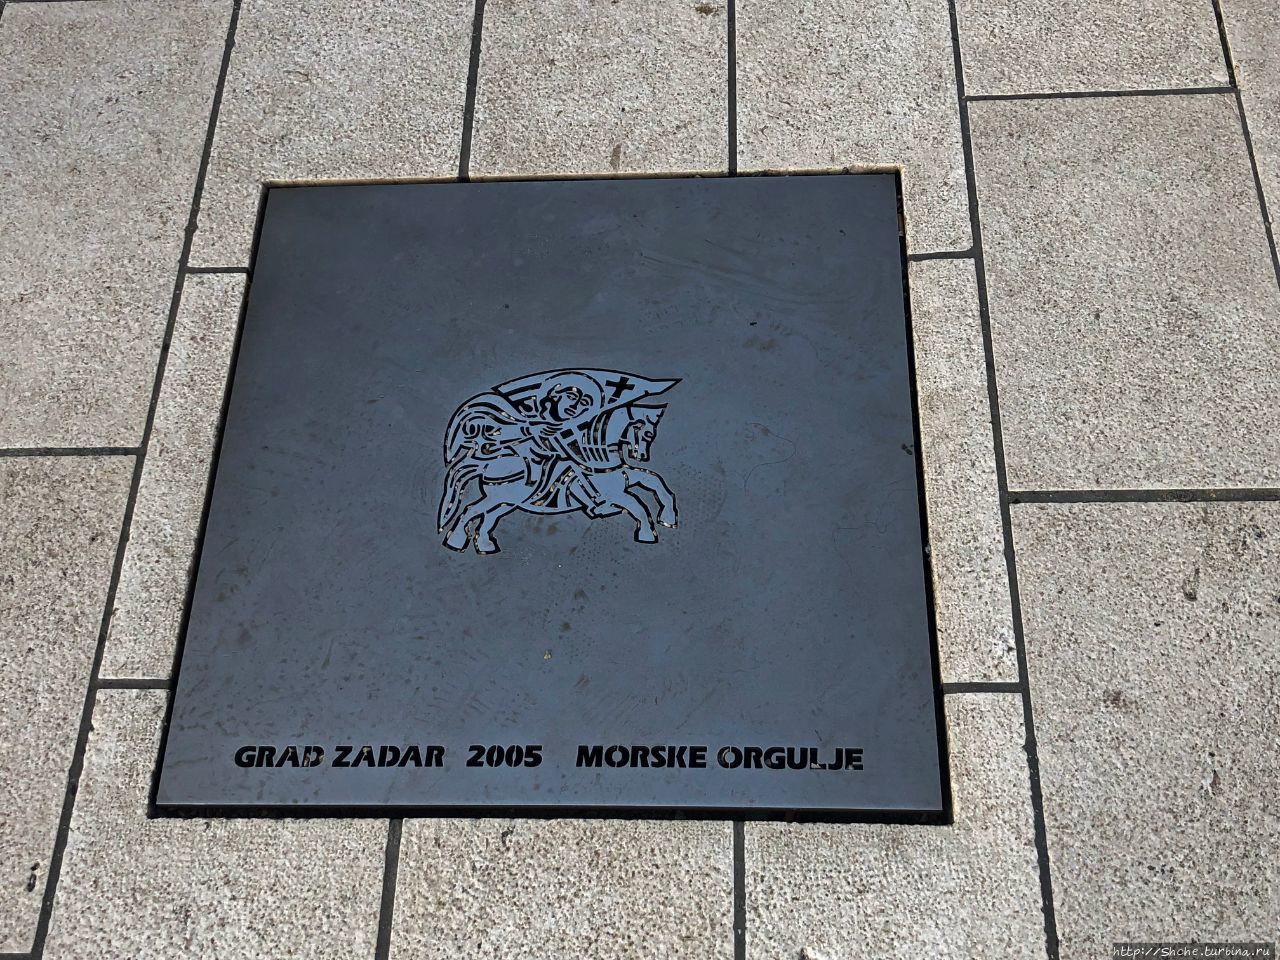 GRAD ZADAR 2005 MORSKE ORGULJE
http://Shche.turbina.ru